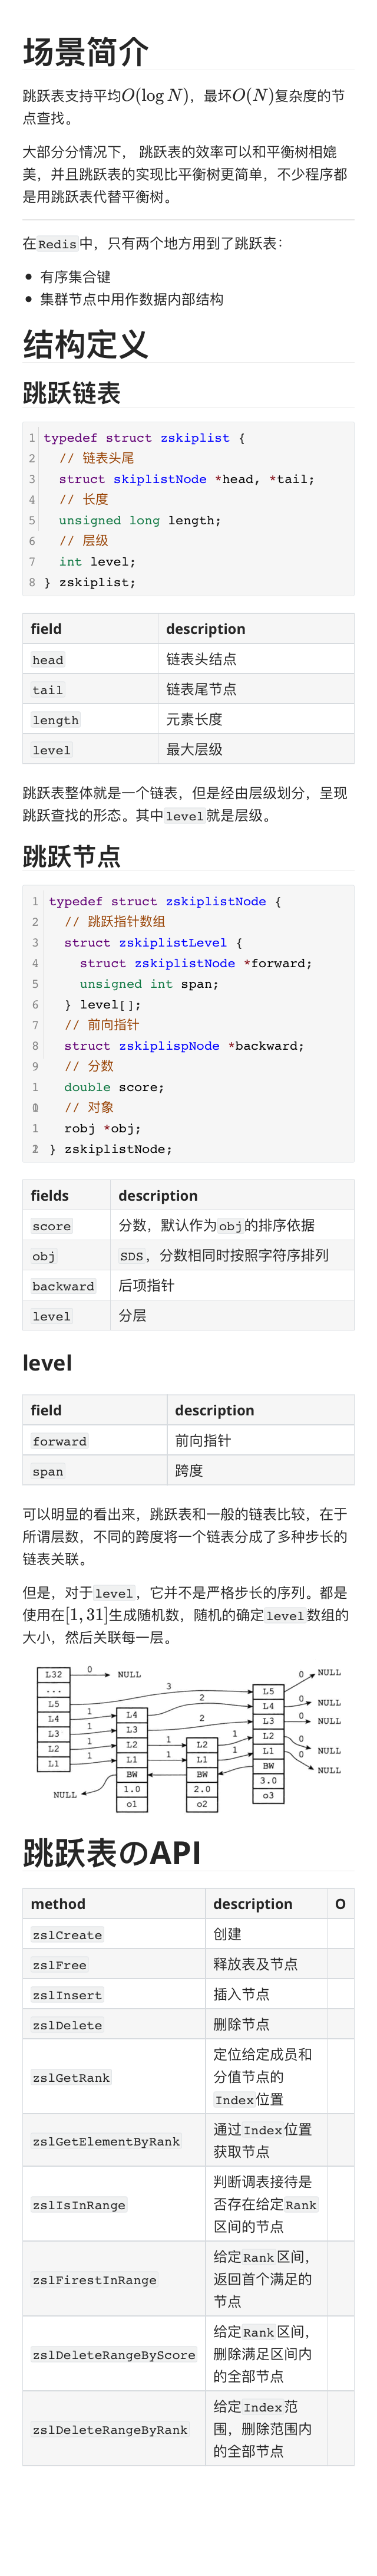 场景简介
跳跃表支持平均O(log N)，最坏O(N)复杂度的节
点查找。
大部分分情况下， 跳跃表的效率可以和平衡树相媲
美，并且跳跃表的实现比平衡树更简单，不少程序都
是用跳跃表代替平衡树。
在Redis中，只有两个地方用到了跳跃表：
• 有序集合键
• 集群节点中用作数据内部结构
结构定义
跳跃链表
1 typedef struct zskiplist {
2 // 链表头尾
3 struct skiplistNode *head, *tail;
4 // 长度
5 unsigned long length;
6 // 层级
7 int level;
8 } zskiplist;
field description
head 链表头结点
tail 链表尾节点
length 元素长度
level 最大层级
跳跃表整体就是一个链表，但是经由层级划分，呈现
跳跃查找的形态。其中level就是层级。
跳跃节点
1 typedef struct zskiplistNode {
2 // 跳跃指针数组
3 struct zskiplistLevel {
4 struct zskiplistNode *forward;
5 unsigned int span;
6 } level[];
7 // 前向指针
8 struct zskiplispNode *backward;
9 // 分数
1 double score;
0 // 对象
1 robj *obj;
2 } zskiplistNode;
fields description
score 分数，默认作为obj的排序依据
obj SDS，分数相同时按照字符序排列
backward 后项指针
level 分层
level
field description
forward 前向指针
span 跨度
可以明显的看出来，跳跃表和一般的链表比较，在于
所谓层数，不同的跨度将一个链表分成了多种步长的
链表关联。
但是，对于level，它并不是严格步长的序列。都是
使用在[1, 31]生成随机数，随机的确定level数组的
大小，然后关联每一层。
L32 0 NULL
...
L5 3 L5 0 NULL
L4 1 L4 2 L4 0 NULL
L3 1 L3 2 L3 0 NULL
L2 1 L2 1 L2 1 L2 0 NULL
L1 1 L1 1 L1 1 L1 0 NULL
NULL BW BW BW
1.0 2.0 3.0
o1 o2 o3
跳跃表のAPI
method description O
zslCreate 创建
zslFree 释放表及节点
zslInsert 插入节点
zslDelete 删除节点
zslGetRank 定位给定成员和
分值节点的
Index位置
zslGetElementByRank 通过Index位置
获取节点
zslIsInRange 判断调表接待是
否存在给定Rank
区间的节点
zslFirestInRange 给定Rank区间，
返回首个满足的
节点
zslDeleteRangeByScore 给定Rank区间，
删除满足区间内
的全部节点
zslDeleteRangeByRank 给定Index范
围，删除范围内
的全部节点